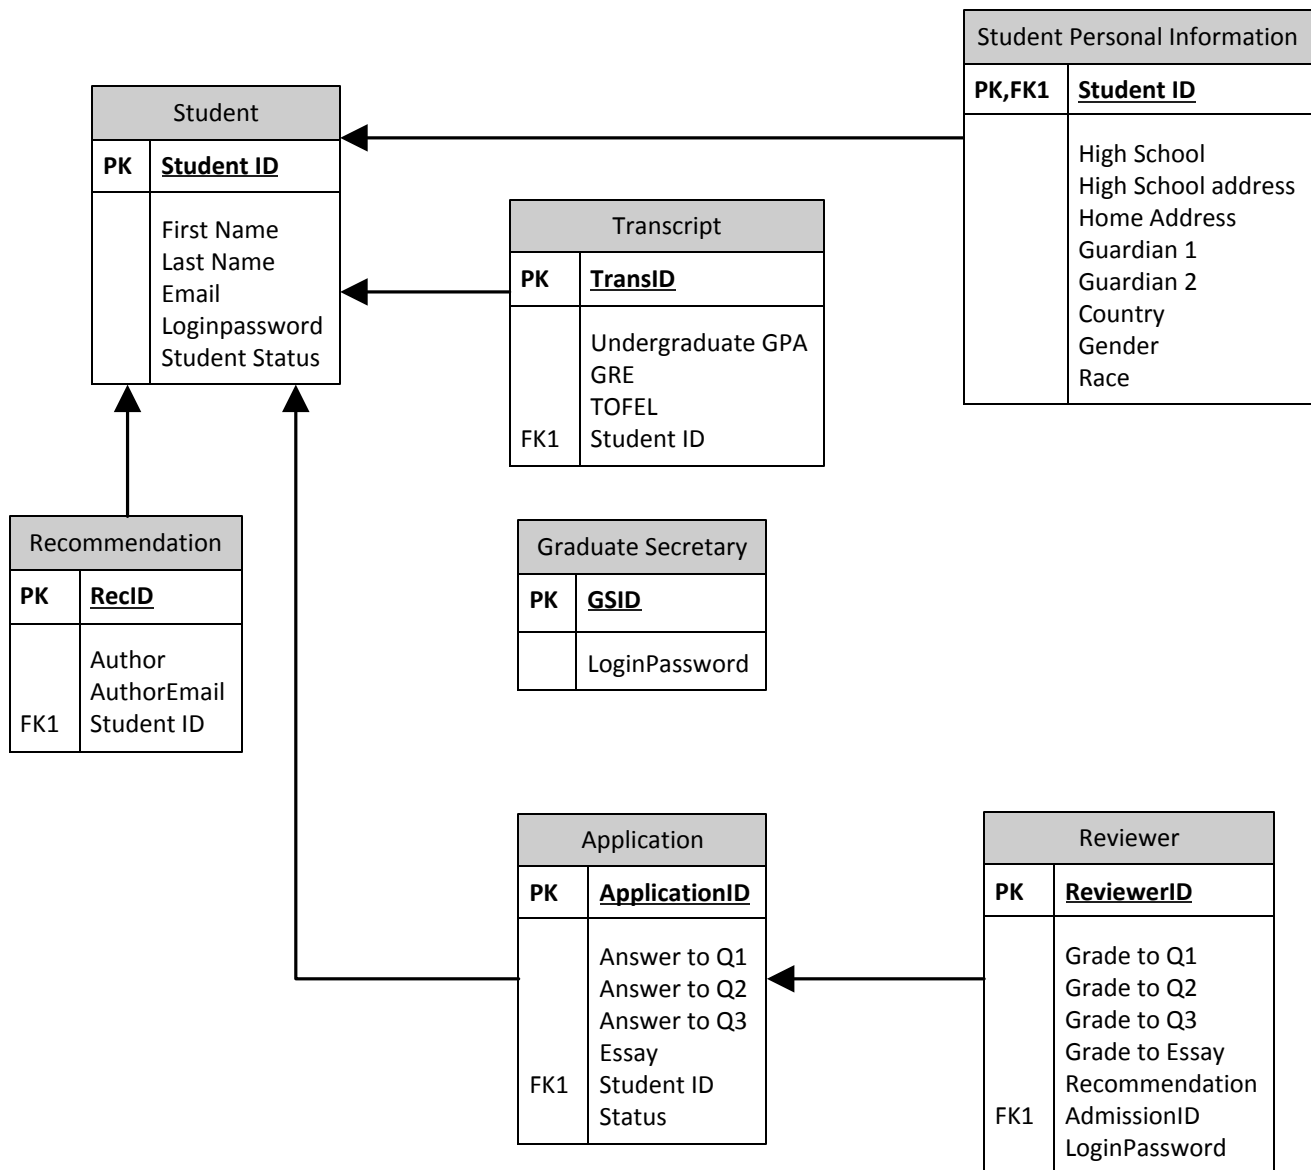 Student Personal Information
PK,FK1 Student ID
High School
High School address
Home Address
Guardian 1
Guardian 2
Country
Gender
Race
Student
PK Student ID
First Name
Last Name
Email
Loginpassword
Student Status
Transcript
PK TransID
Undergraduate GPA
GRE
TOFEL
FK1 Student ID
Recommendation
PK RecID
Author
AuthorEmail
FK1 Student ID
Graduate Secretary
PK GSID
LoginPassword
Application
PK ApplicationID
Answer to Q1
Answer to Q2
Answer to Q3
Essay
FK1 Student ID
Status
Reviewer
PK ReviewerID
Grade to Q1
Grade to Q2
Grade to Q3
Grade to Essay
Recommendation
FK1 AdmissionID
LoginPassword